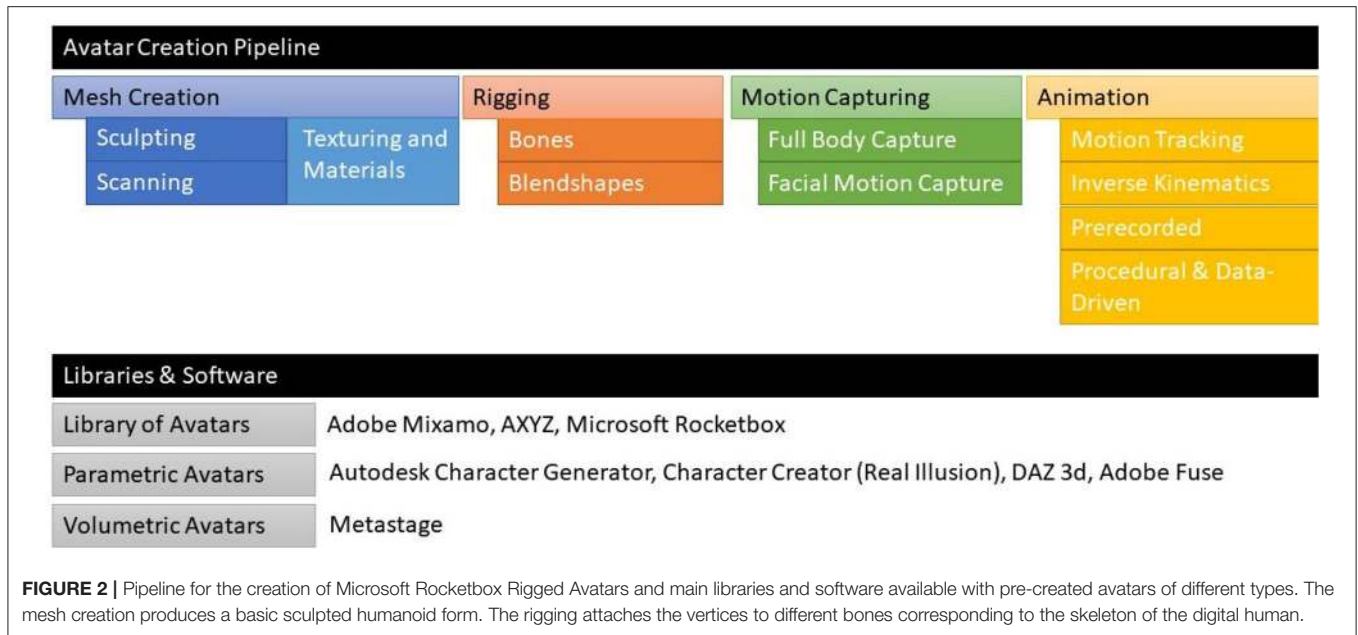 Avatar Creation Pipeline
Mesh Creation
Sculpting
Scanning
Texturing and
Materials
Rigging
Bones
Blendshapes
Motion Capturing
Full Body Capture
Facial Motion Capture
Animation
Motion Tracking
Inverse Kinematics
Prerecorded
Procedural & Data-
Driven
Libraries & Software
Library of Avatars
Adobe Mixamo, AXYZ, Microsoft Rocketbox
Parametric Avatars
Autodesk Character Generator, Character Creator (Real Illusion), DAZ 3d, Adobe Fuse
Volumetric Avatars
Metastage
FIGURE 2 | Pipeline for the creation of Microsoft Rocketbox Rigged Avatars and main libraries and software available with pre-created avatars of different types. The
mesh creation produces a basic sculpted humanoid form. The rigging attaches the vertices to different bones corresponding to the skeleton of the digital human.